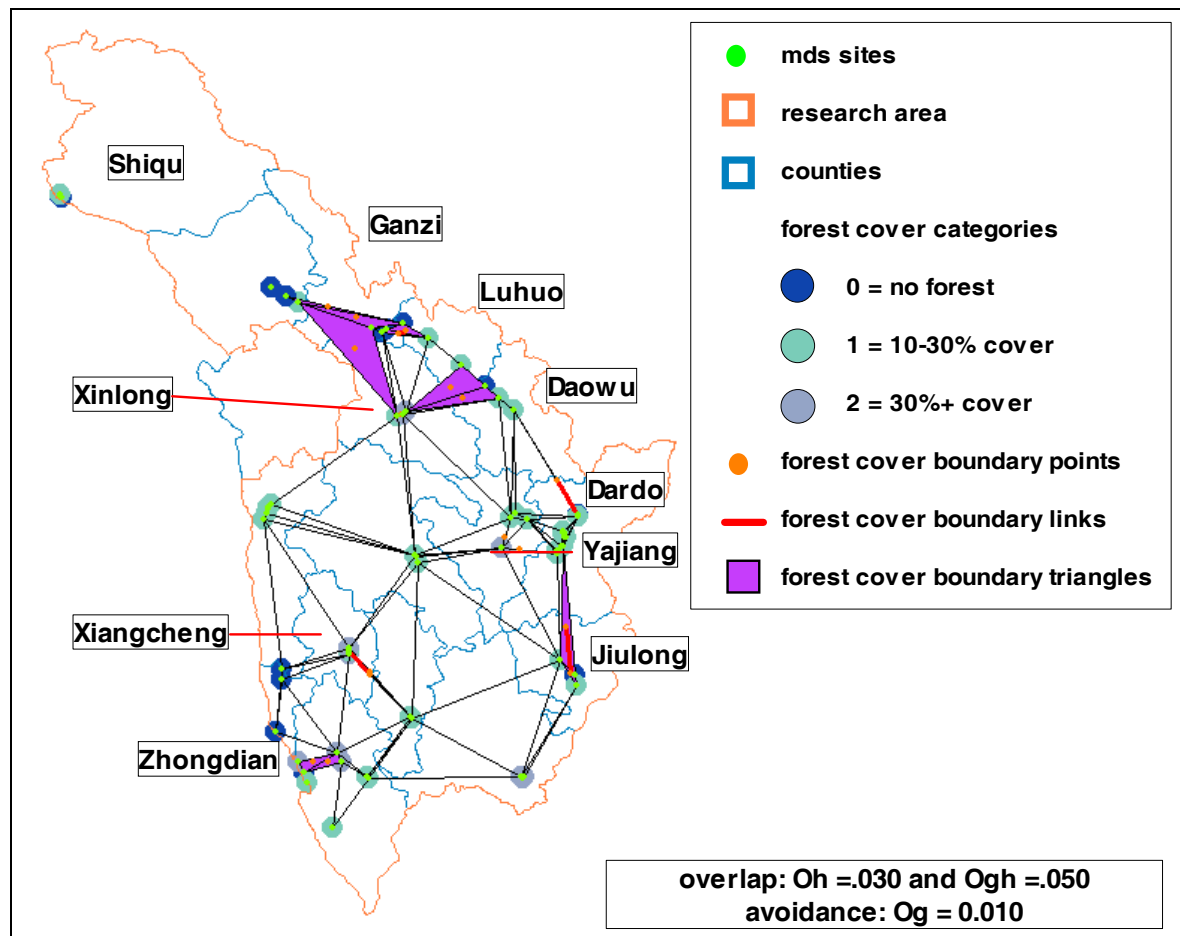 Shiqu
Ganzi
Luhuo
Xinlong
Daowu
Dardo
Yajiang
Xiangcheng
Jiulong
Zhongdian
mds sites
research area
counties
forest cover categories
0 = no forest
1 = 10-30% cover
2 = 30%+ cover
forest cover boundary points
forest cover boundary links
forest cover boundary triangles
overlap: Oh =.030 and Ogh =.050
avoidance: Og = 0.010